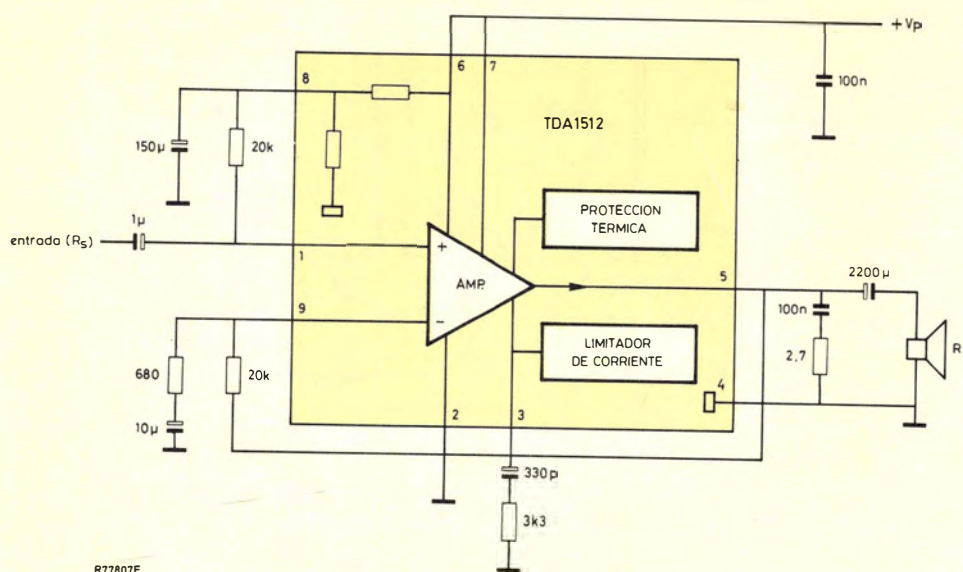 + Vp
6
7
8
100n
TDA1512
150µ
20k
PROTECCION
TERMICA
1µ
entrada (Rs)
+
1
AMP.
5
2200µ
9
−
100n
LIMITADOR
DE CORRIENTE
R
680
20k
2,7
4
10µ
2
3
330p
3k3
R77807E